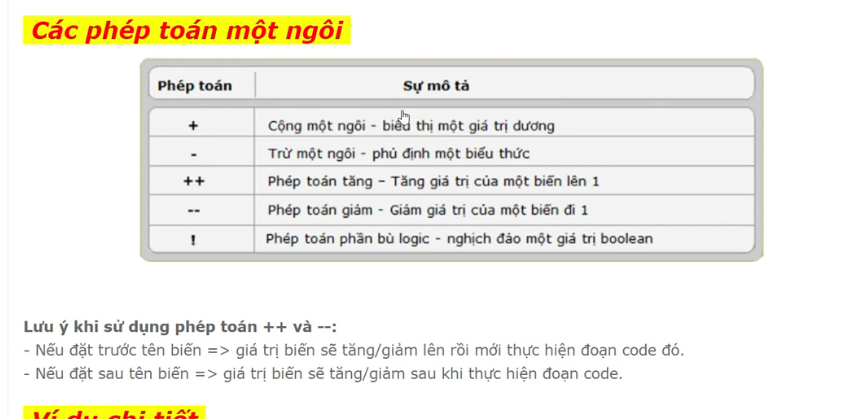 Các phép toán một ngôi
Phép toán Sự mô tả
+ Cộng một ngôi - biểu thị một giá trị dương
- Trừ một ngôi - phủ định một biểu thức
++ Phép toán tăng – Tăng giá trị của một biến lên 1
-- Phép toán giảm - Giảm giá trị của một biến đi 1
! Phép toán phần bù logic - nghịch đảo một giá trị boolean
Lưu ý khi sử dụng phép toán ++ và --:
- Nếu đặt trước tên biến => giá trị biến sẽ tăng/giảm lên rồi mới thực hiện đoạn code đó.
- Nếu đặt sau tên biến => giá trị biến sẽ tăng/giảm sau khi thực hiện đoạn code.
Ví dụ chi tiết